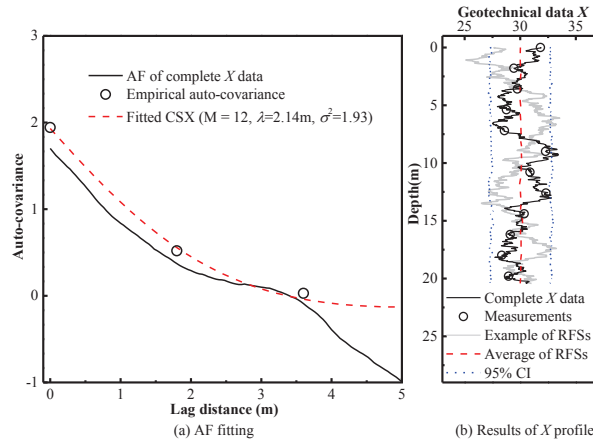 3
2
1
0
-1
Auto-covariance
AF of complete X data
Empirical auto-covariance
Fitted CSX (M = 12, λ=2.14m, σ²=1.93)
0
1
2
3
4
5
Lag distance (m)
(a) AF fitting
Geotechnical data X
25
30
35
0
5
10
15
20
25
Depth(m)
Complete X data
Measurements
Example of RFSs
Average of RFSs
95% CI
(b) Results of X profile